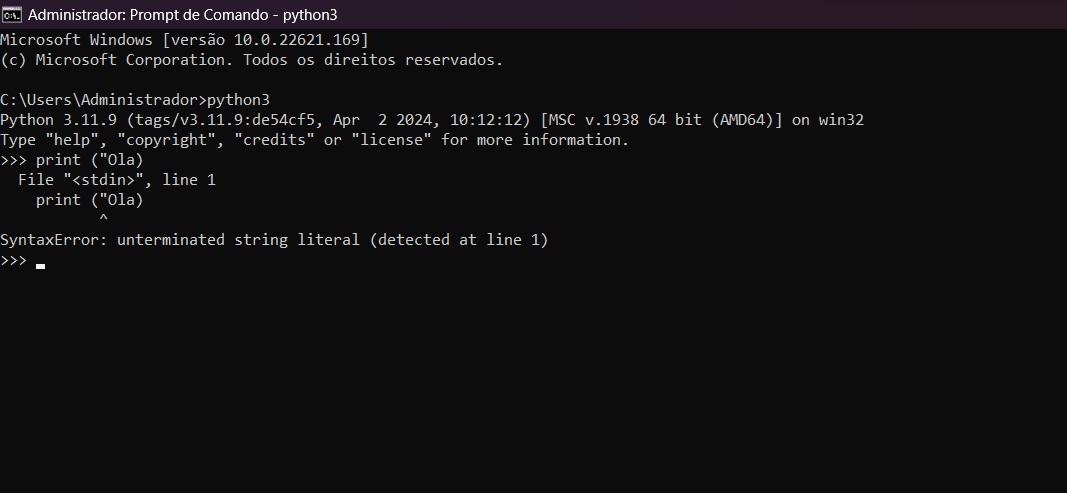 Administrador: Prompt de Comando - python3
Microsoft Windows [versão 10.0.22621.169]
(c) Microsoft Corporation. Todos os direitos reservados.
C:\Users\Administrador>python3
Python 3.11.9 (tags/v3.11.9:de54cf5, Apr  2 2024, 10:12:12) [MSC v.1938 64 bit (AMD64)] on win32
Type "help", "copyright", "credits" or "license" for more information.
>>> print ("Ola)
  File "<stdin>", line 1
    print ("Ola)
           ^
SyntaxError: unterminated string literal (detected at line 1)
>>>